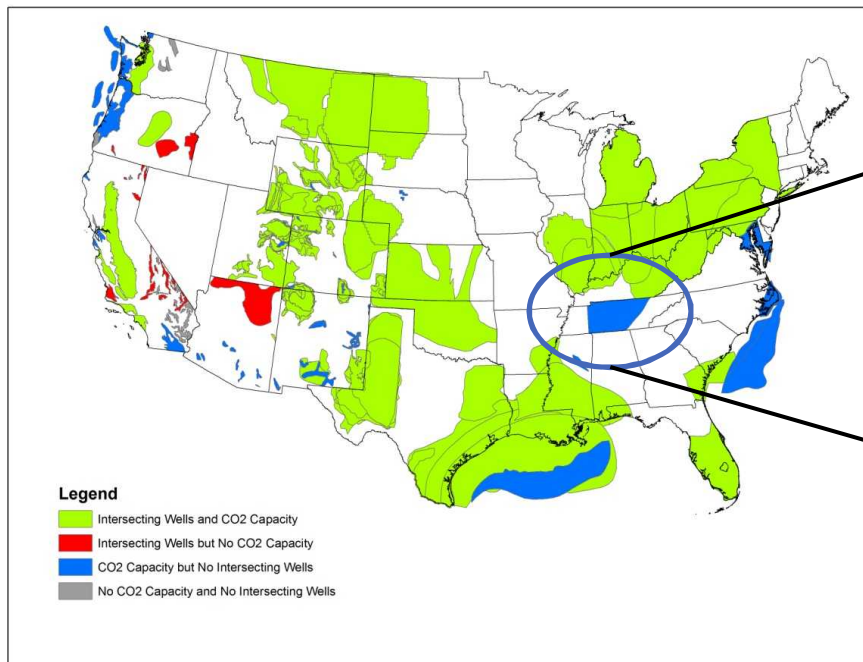 Legend
Intersecting Wells and CO2 Capacity
Intersecting Wells but No CO2 Capacity
CO2 Capacity but No Intersecting Wells
No CO2 Capacity and No Intersecting Wells